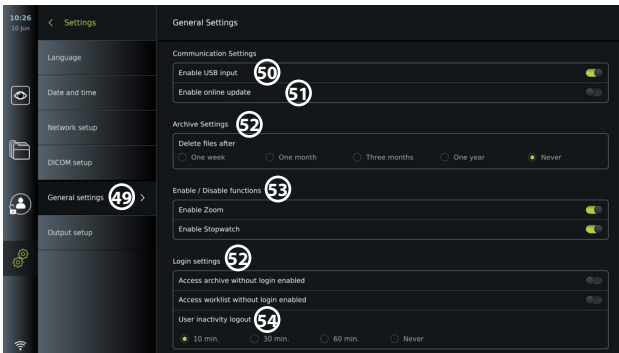 10:26
10 Jun
Settings
General Settings
Language
Date and time
Network setup
DICOM setup
General settings 49
Output setup
Communication Settings
Enable USB input 50
Enable online update 51
Archive Settings 52
Delete files after
One week One month Three months One year Never
Enable / Disable functions 53
Enable Zoom
Enable Stopwatch
Login settings 52
Access archive without login enabled
Access worklist without login enabled
User inactivity logout 54
10 min. 30 min. 60 min. Never